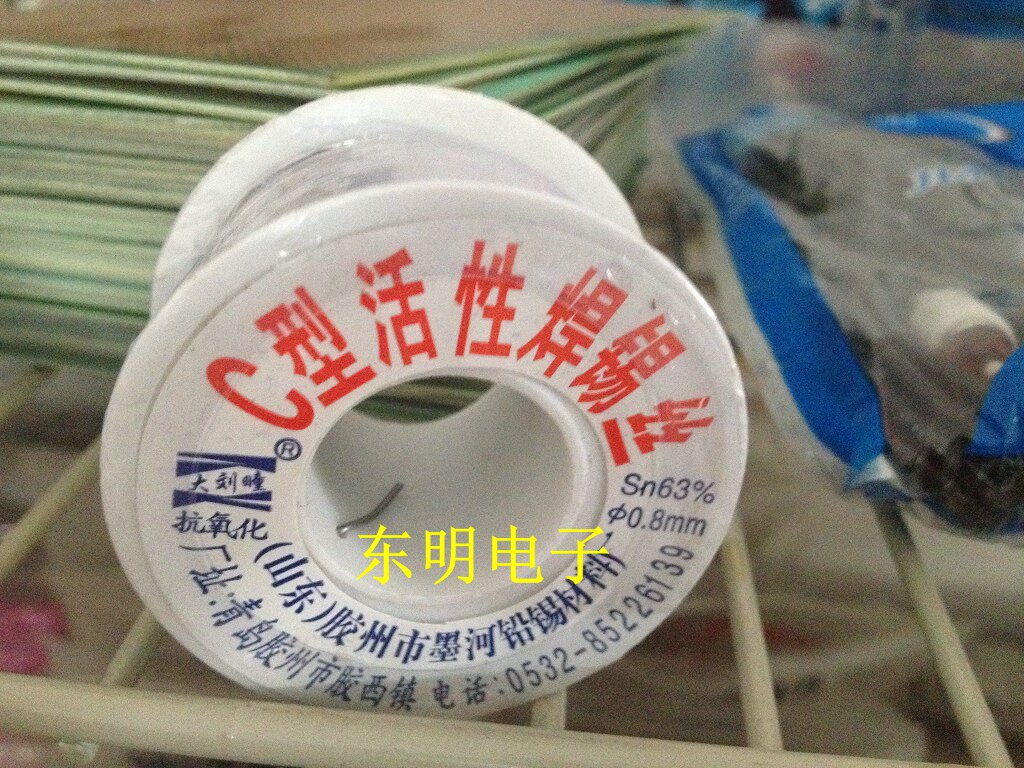 C型活性焊锡丝
®
大刘疃
抗氧化
Sn63%
φ0.8mm
(山东)胶州市墨河铅锡材料厂
厂址:青岛胶州市胶西镇 电话:0532-85226139
东明电子